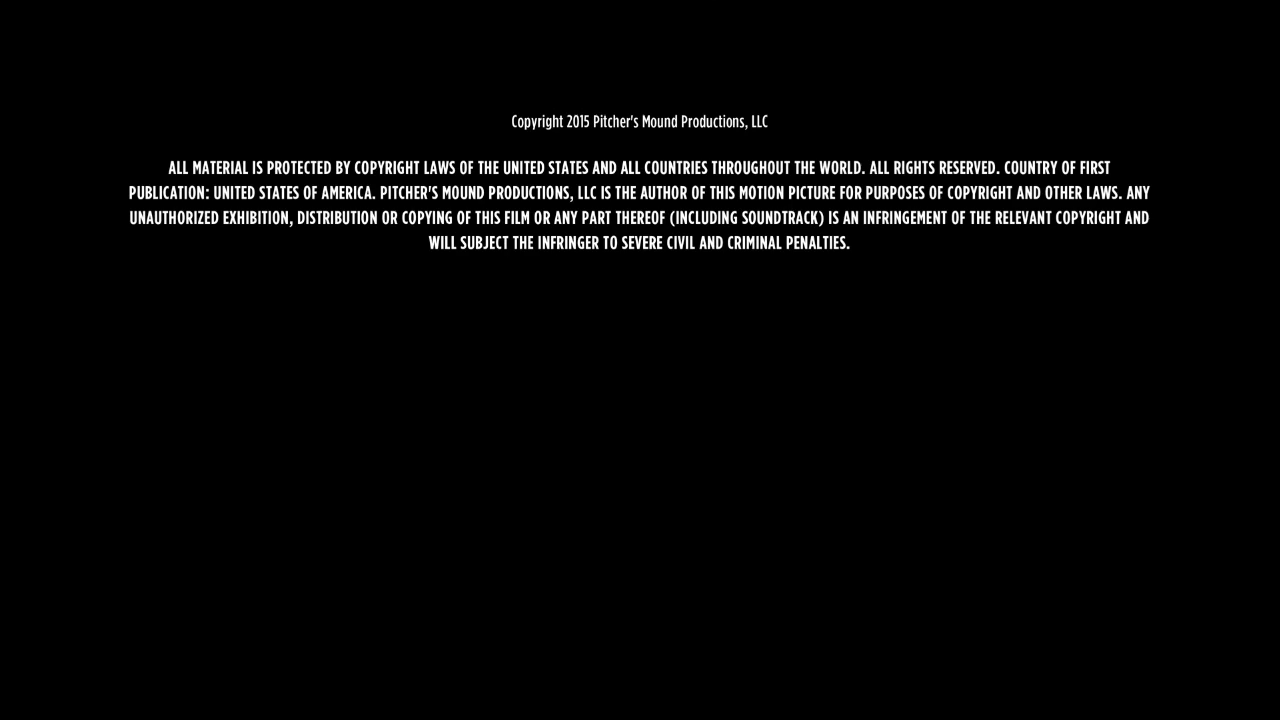 Copyright 2015 Pitcher's Mound Productions, LLC
ALL MATERIAL IS PROTECTED BY COPYRIGHT LAWS OF THE UNITED STATES AND ALL COUNTRIES THROUGHOUT THE WORLD. ALL RIGHTS RESERVED. COUNTRY OF FIRST
PUBLICATION: UNITED STATES OF AMERICA. PITCHER'S MOUND PRODUCTIONS, LLC IS THE AUTHOR OF THIS MOTION PICTURE FOR PURPOSES OF COPYRIGHT AND OTHER LAWS. ANY
UNAUTHORIZED EXHIBITION, DISTRIBUTION OR COPYING OF THIS FILM OR ANY PART THEREOF (INCLUDING SOUNDTRACK) IS AN INFRINGEMENT OF THE RELEVANT COPYRIGHT AND
WILL SUBJECT THE INFRINGER TO SEVERE CIVIL AND CRIMINAL PENALTIES.